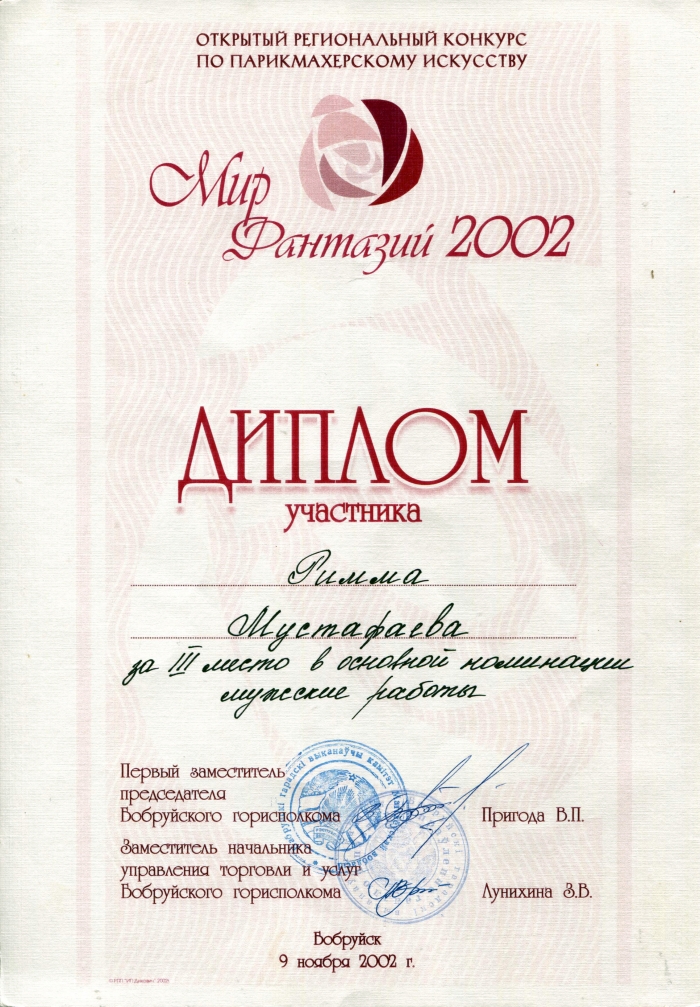 ОТКРЫТЫЙ РЕГИОНАЛЬНЫЙ КОНКУРС
ПО ПАРИКМАХЕРСКОМУ ИСКУССТВУ
Мир
Фантазий 2002
ДИПЛОМ
участника
Римма
Мустафаева
за III место в основной номинации
мужские работы
Первый заместитель
председателя
Бобруйского горисполкома
Пригода В.П.
Заместитель начальника
управления торговли и услуг
Бобруйского горисполкома
Лунихина З.В.
Бобруйск
9 ноября 2002 г.